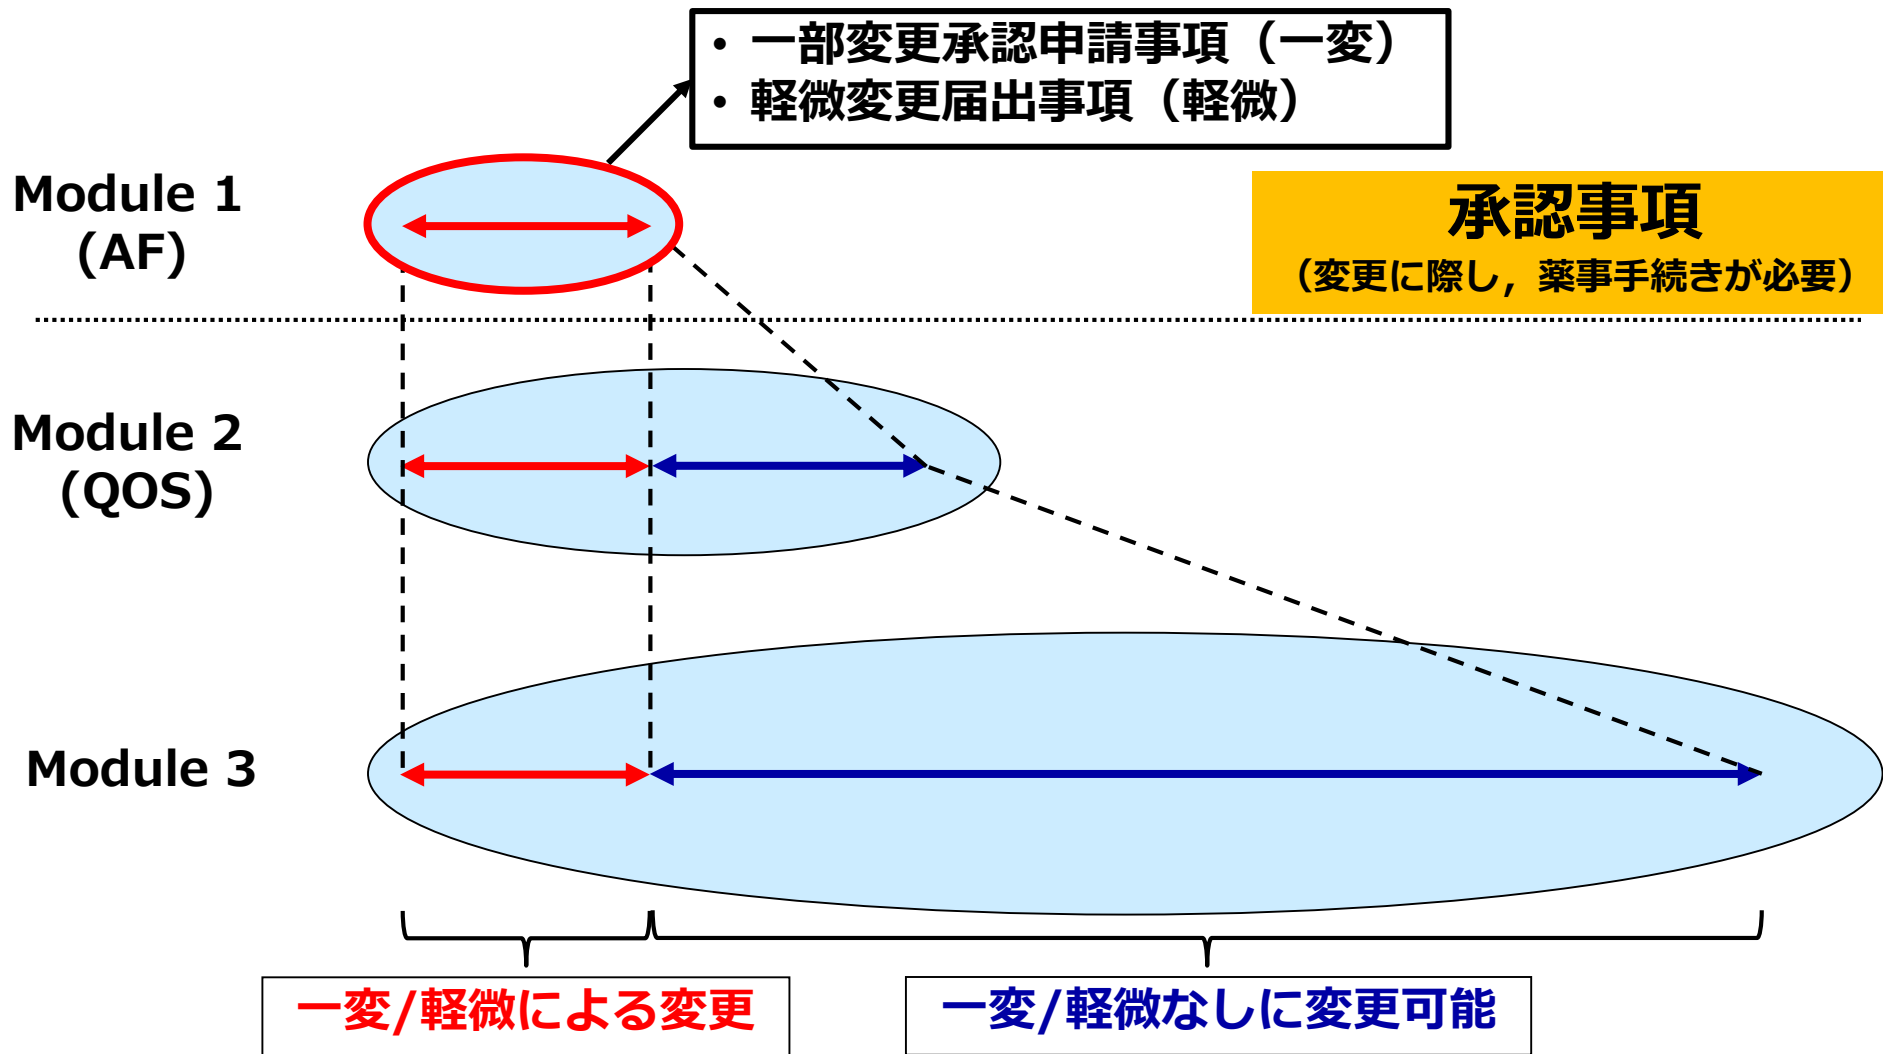 • 一部変更承認申請事項（一変）
• 軽微変更届出事項（軽微）
Module 1
(AF)
承認事項
（変更に際し，薬事手続きが必要）
Module 2
(QOS)
Module 3
一変/軽微による変更
一変/軽微なしに変更可能